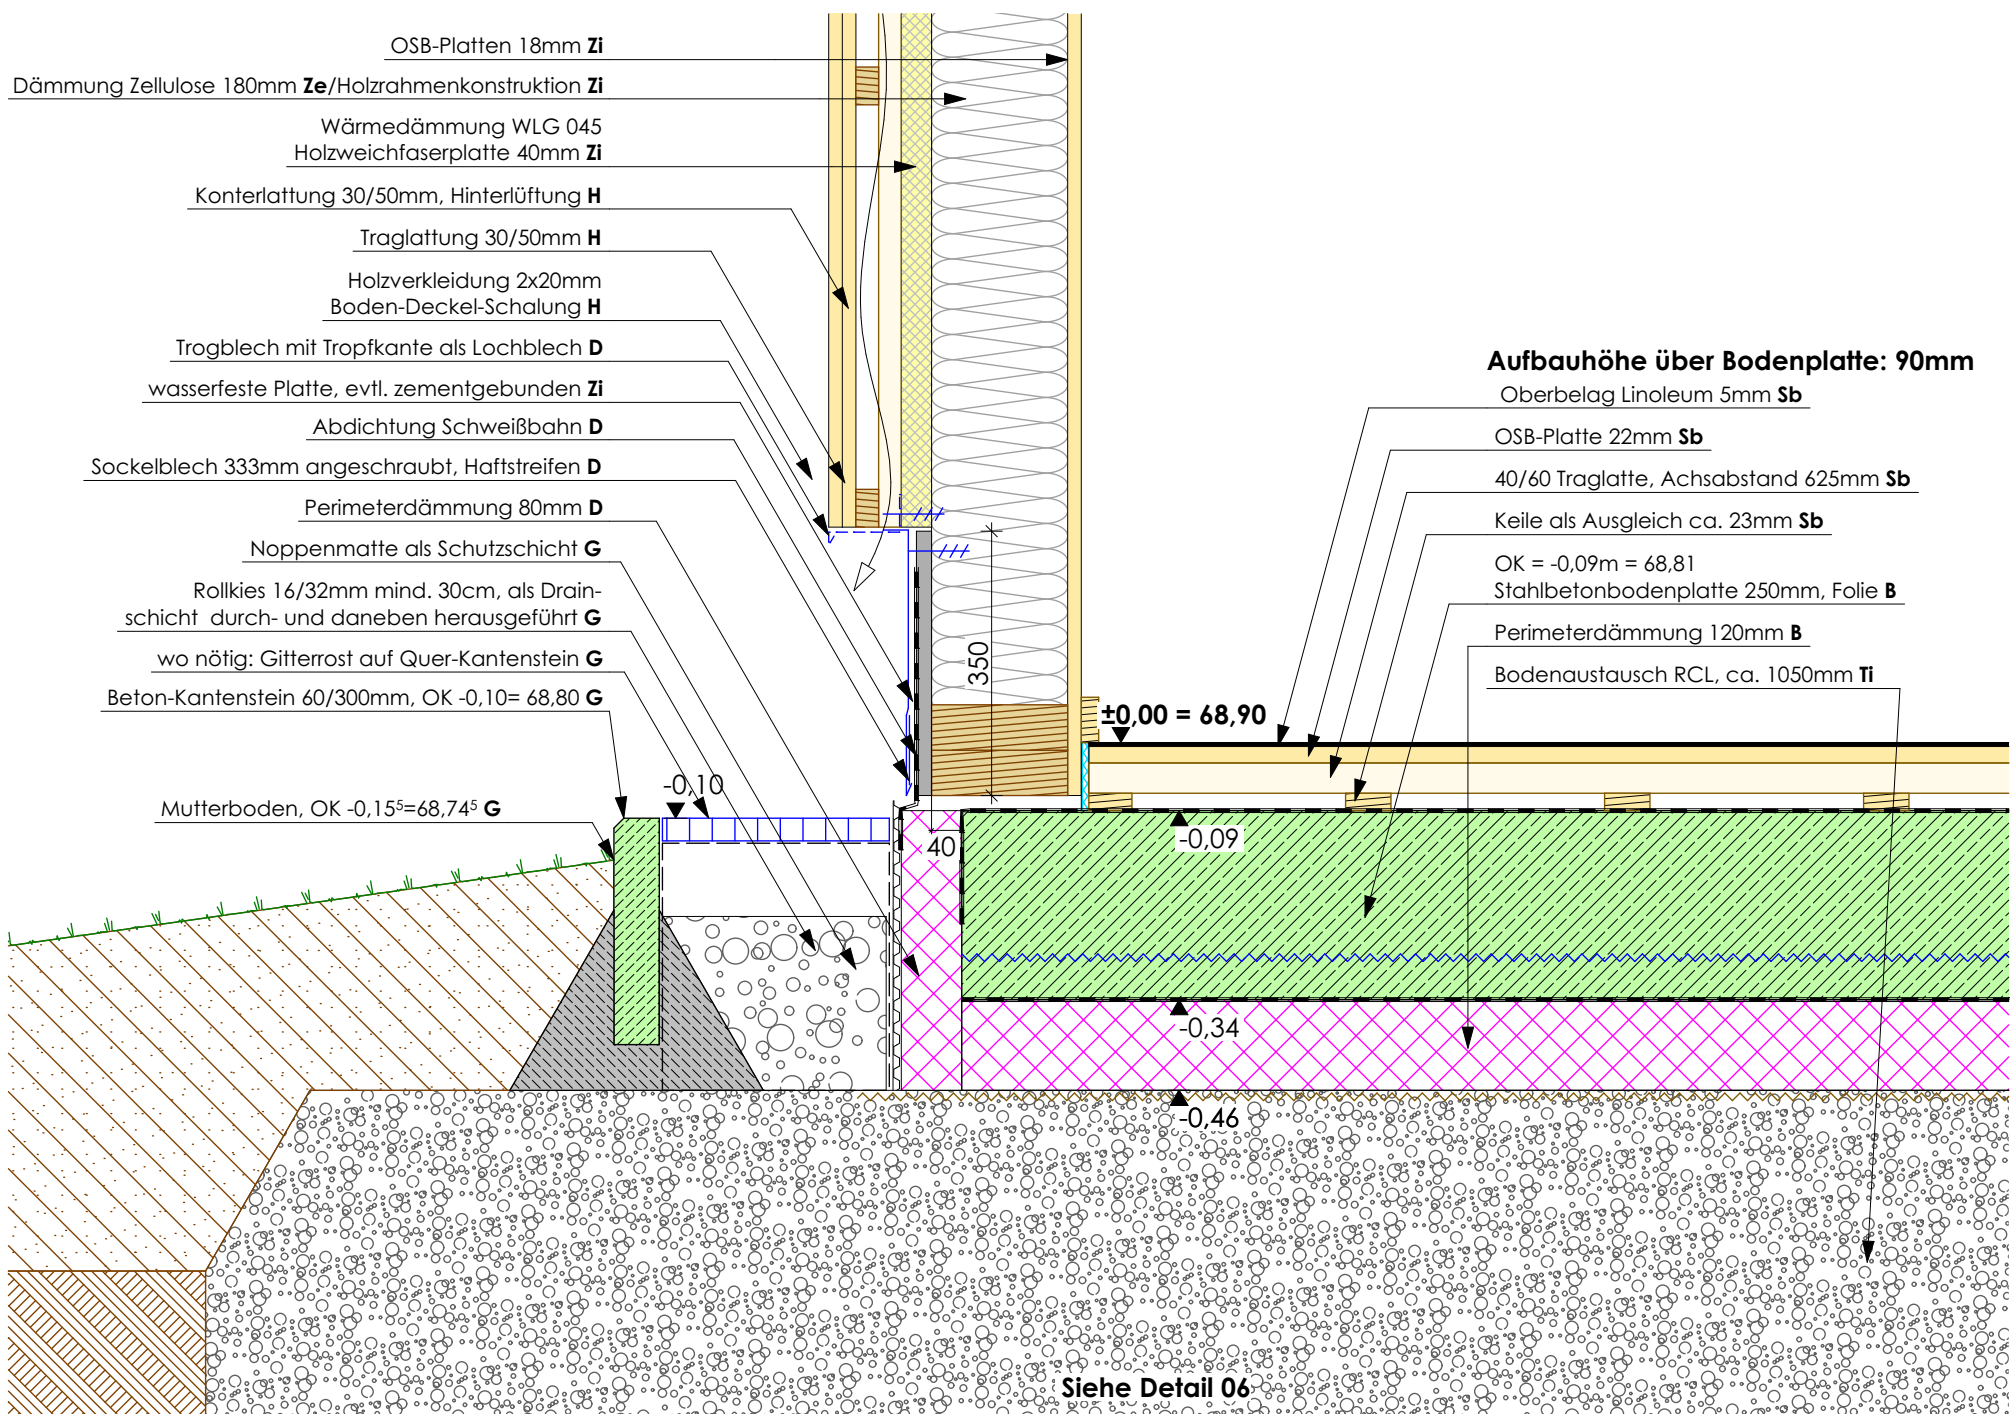 OSB-Platten 18mm Zi
Dämmung Zellulose 180mm Ze/Holzrahmenkonstruktion Zi
Wärmedämmung WLG 045
Holzweichfaserplatte 40mm Zi
Konterlattung 30/50mm, Hinterlüftung H
Traglattung 30/50mm H
Holzverkleidung 2x20mm
Boden-Deckel-Schalung H
Trogblech mit Tropfkante als Lochblech D
wasserfeste Platte, evtl. zementgebunden Zi
Abdichtung Schweißbahn D
Sockelblech 333mm angeschraubt, Haftstreifen D
Perimeterdämmung 80mm D
Noppenmatte als Schutzschicht G
Rollkies 16/32mm mind. 30cm, als Drain-
schicht durch- und daneben herausgeführt G
wo nötig: Gitterrost auf Quer-Kantenstein G
Beton-Kantenstein 60/300mm, OK -0,10= 68,80 G
Mutterboden, OK -0,15⁵=68,74⁵ G
-0,10
350
40
Aufbauhöhe über Bodenplatte: 90mm
Oberbelag Linoleum 5mm Sb
OSB-Platte 22mm Sb
40/60 Traglatte, Achsabstand 625mm Sb
Keile als Ausgleich ca. 23mm Sb
OK = -0,09m = 68,81
Stahlbetonbodenplatte 250mm, Folie B
Perimeterdämmung 120mm B
Bodenaustausch RCL, ca. 1050mm Ti
±0,00 = 68,90
-0,09
-0,34
-0,46
Siehe Detail 06